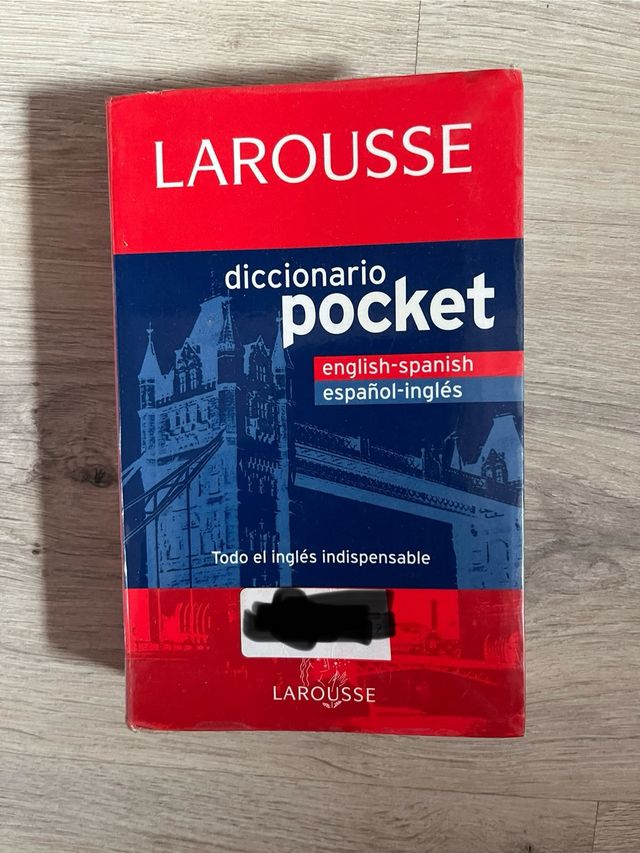 LAROUSSE
diccionario
pocket
english-spanish
español-inglés
Todo el inglés indispensable
LAROUSSE